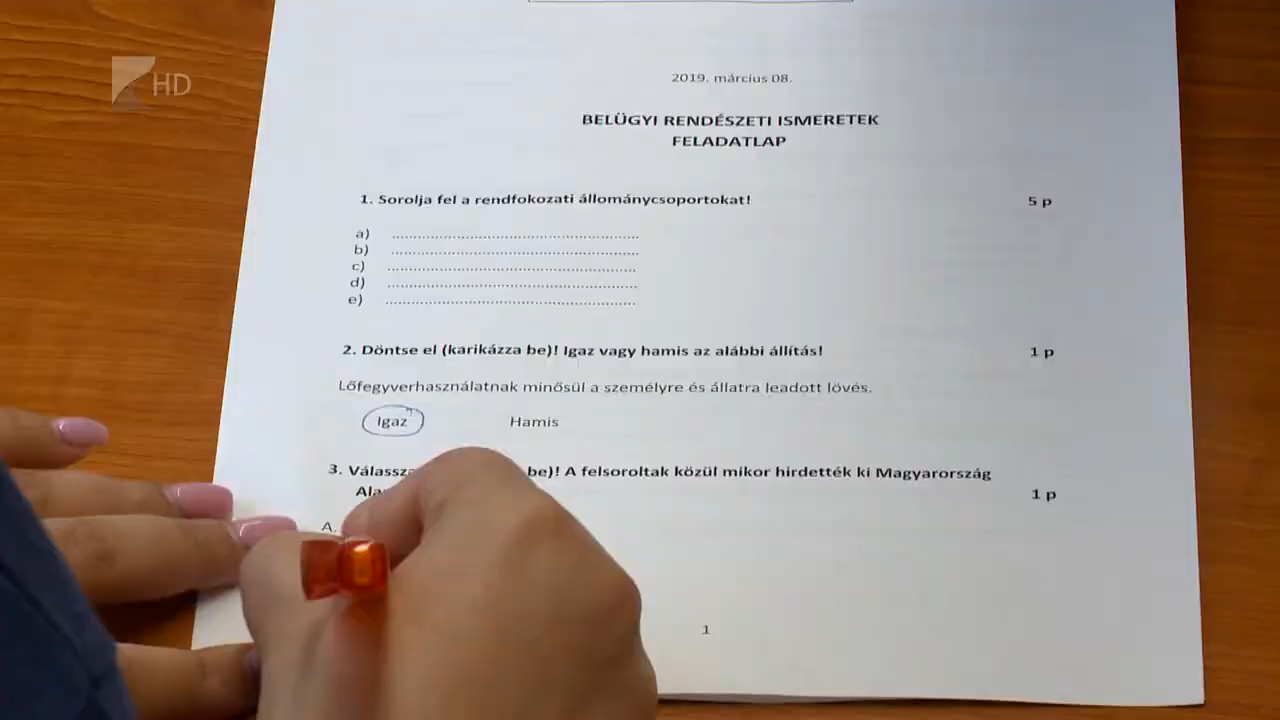 HD
2019. március 08.
BELÜGYI RENDÉSZETI ISMERETEK
FELADATLAP
1. Sorolja fel a rendfokozati állománycsoportokat! 5 p
a) ........................................
b) ........................................
c) ........................................
d) ........................................
e) ........................................
2. Döntse el (karikázza be)! Igaz vagy hamis az alábbi állítás! 1 p
Lőfegyverhasználatnak minősül a személyre és állatra leadott lövés.
Igaz Hamis
3. be)! A felsoroltak közül mikor hirdették ki Magyarország
1 p
A.
1